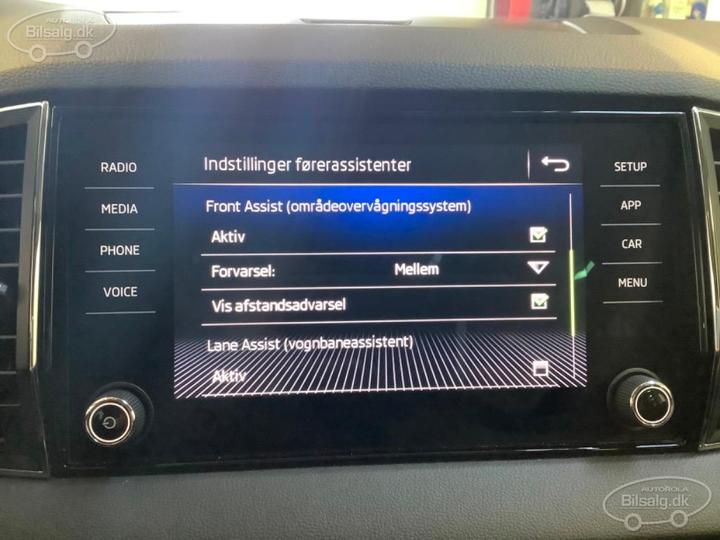 AUTOROLA
Bilsalg.dk
RADIO
MEDIA
PHONE
VOICE
Indstillinger førerassistenter
Front Assist (områdeovervågningssystem)
Aktiv
Forvarsel: Mellem
Vis afstandsadvarsel
Lane Assist (vognbaneassistent)
Aktiv
SETUP
APP
CAR
MENU
AUTOROLA
Bilsalg.dk